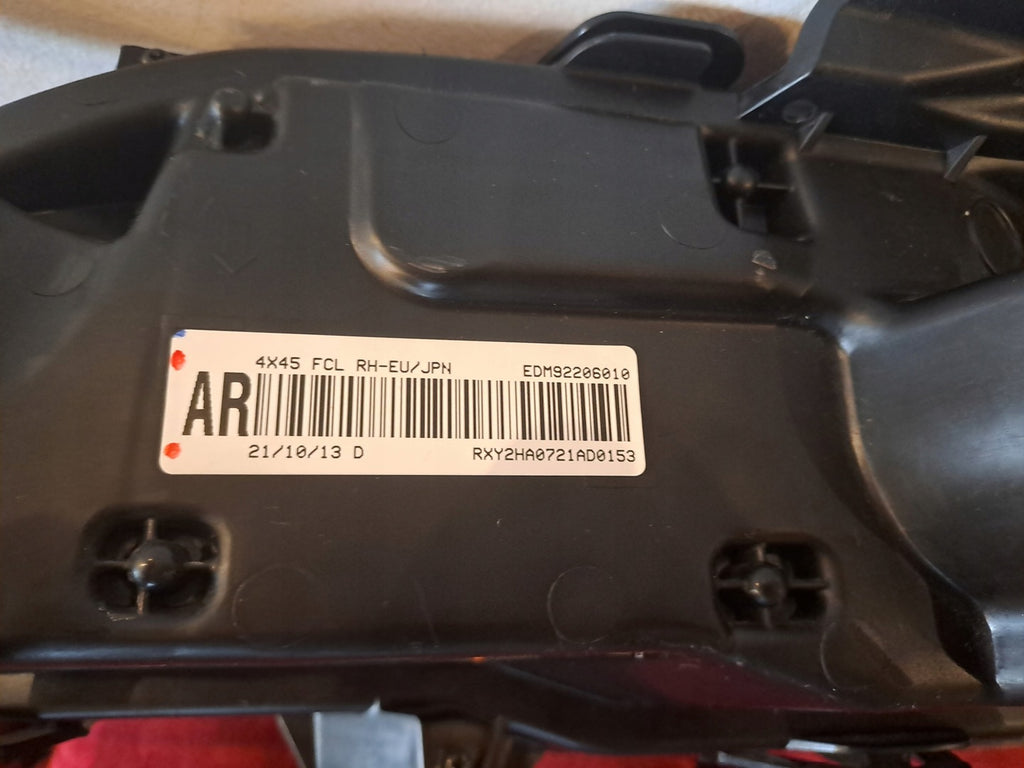 4X45 FCL RH-EU/JPN EDM92206010
AR
21/10/13 D RXY2HA0721AD0153